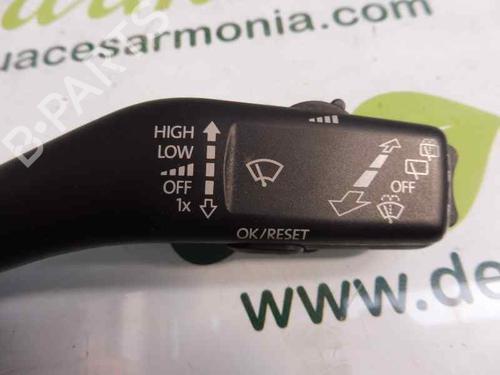 uacesarmonia.com
B-PARTS
HIGH
LOW
OFF
1x
OFF
OK/RESET
www.de